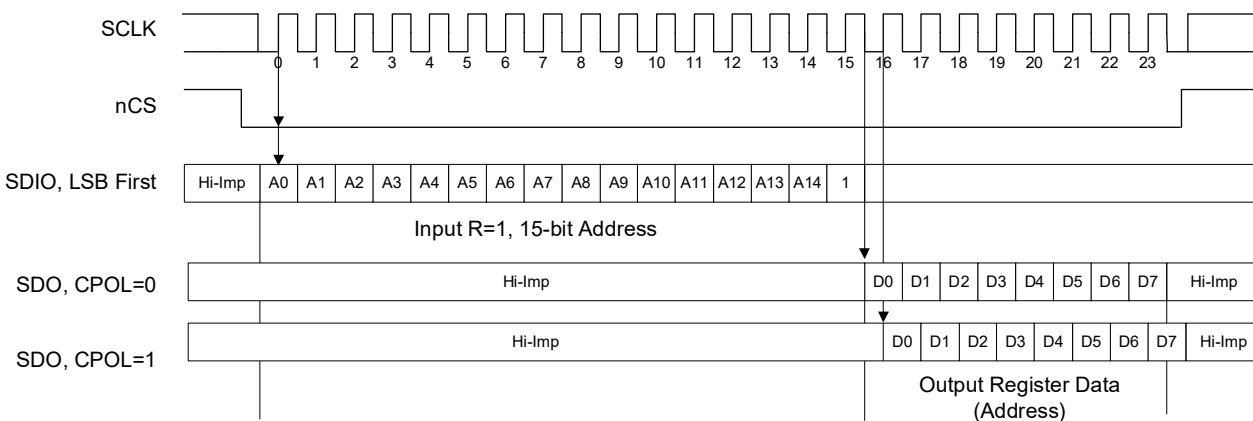 SCLK
0 1 2 3 4 5 6 7 8 9 10 11 12 13 14 15 16 17 18 19 20 21 22 23
nCS
SDIO, LSB First Hi-Imp A0 A1 A2 A3 A4 A5 A6 A7 A8 A9 A10 A11 A12 A13 A14 1
Input R=1, 15-bit Address
SDO, CPOL=0 Hi-Imp D0 D1 D2 D3 D4 D5 D6 D7 Hi-Imp
SDO, CPOL=1 Hi-Imp D0 D1 D2 D3 D4 D5 D6 D7 Hi-Imp
Output Register Data
(Address)